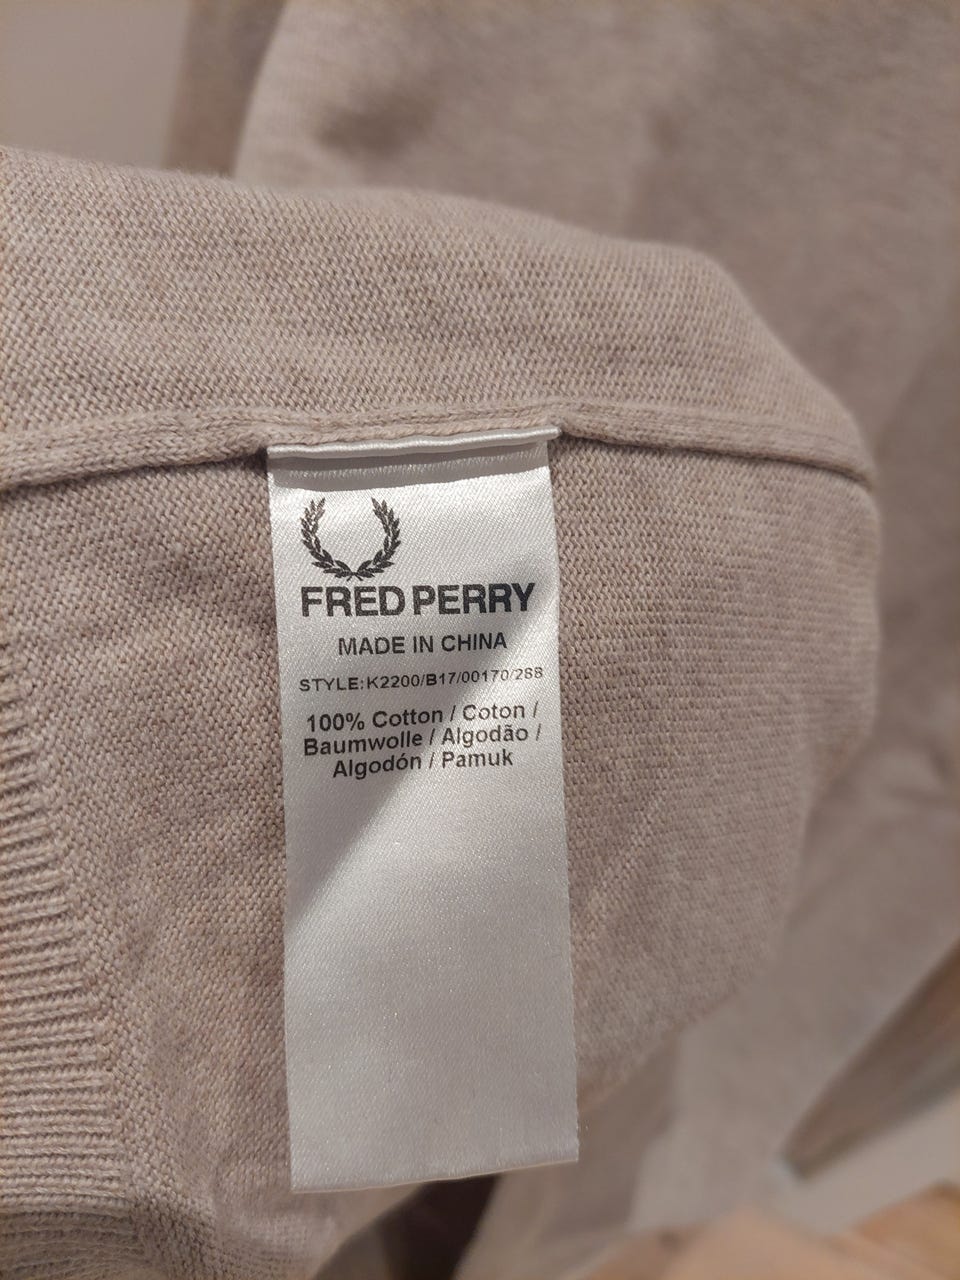 FRED PERRY
MADE IN CHINA
STYLE:K2200/B17/00170/288
100% Cotton / Coton /
Baumwolle / Algodão /
Algodón / Pamuk